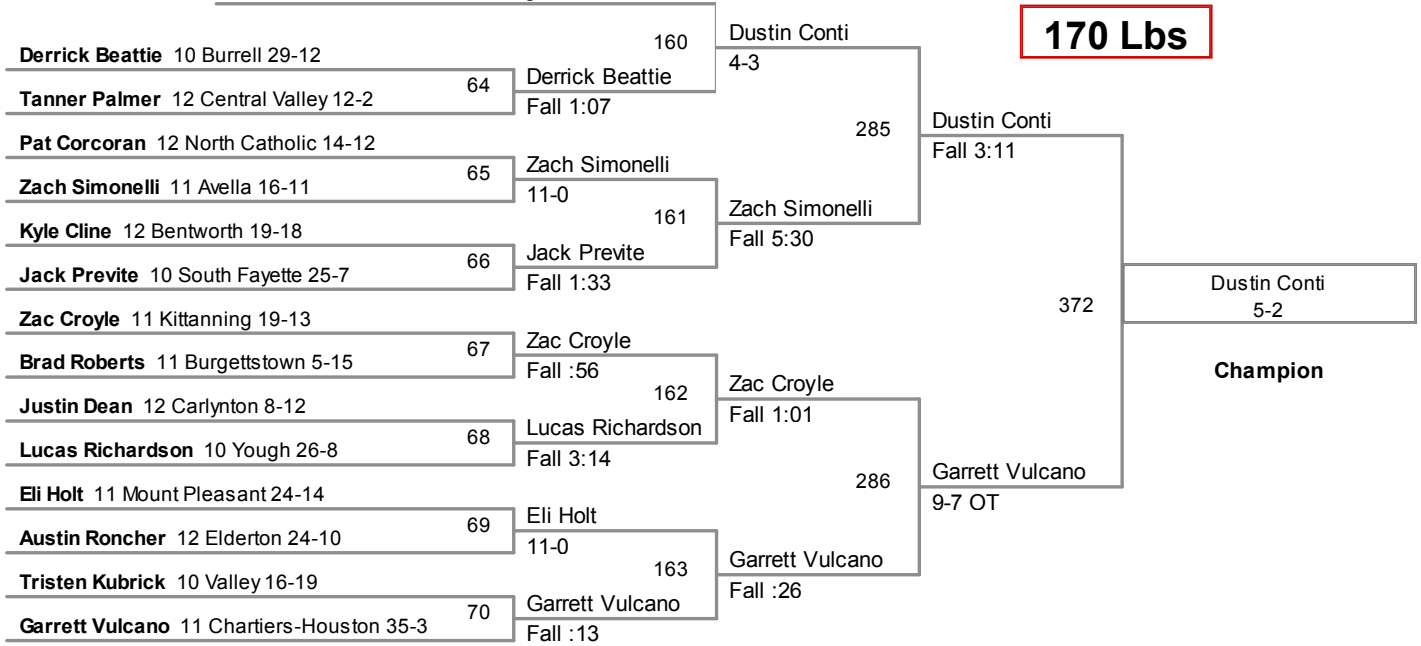 170 Lbs
160
Dustin Conti
4-3
Derrick Beattie 10 Burrell 29-12
Tanner Palmer 12 Central Valley 12-2
64
Derrick Beattie
Fall 1:07
Pat Corcoran 12 North Catholic 14-12
Zach Simonelli 11 Avella 16-11
65
Zach Simonelli
11-0
161
Zach Simonelli
Fall 5:30
285
Dustin Conti
Fall 3:11
Kyle Cline 12 Bentworth 19-18
Jack Previte 10 South Fayette 25-7
66
Jack Previte
Fall 1:33
372
Dustin Conti
5-2
Champion
Zac Croyle 11 Kittanning 19-13
Brad Roberts 11 Burgettstown 5-15
67
Zac Croyle
Fall :56
162
Zac Croyle
Fall 1:01
Justin Dean 12 Carlynton 8-12
Lucas Richardson 10 Yough 26-8
68
Lucas Richardson
Fall 3:14
286
Garrett Vulcano
9-7 OT
Eli Holt 11 Mount Pleasant 24-14
Austin Roncher 12 Elderton 24-10
69
Eli Holt
11-0
163
Garrett Vulcano
Fall :26
Tristen Kubrick 10 Valley 16-19
Garrett Vulcano 11 Chartiers-Houston 35-3
70
Garrett Vulcano
Fall :13